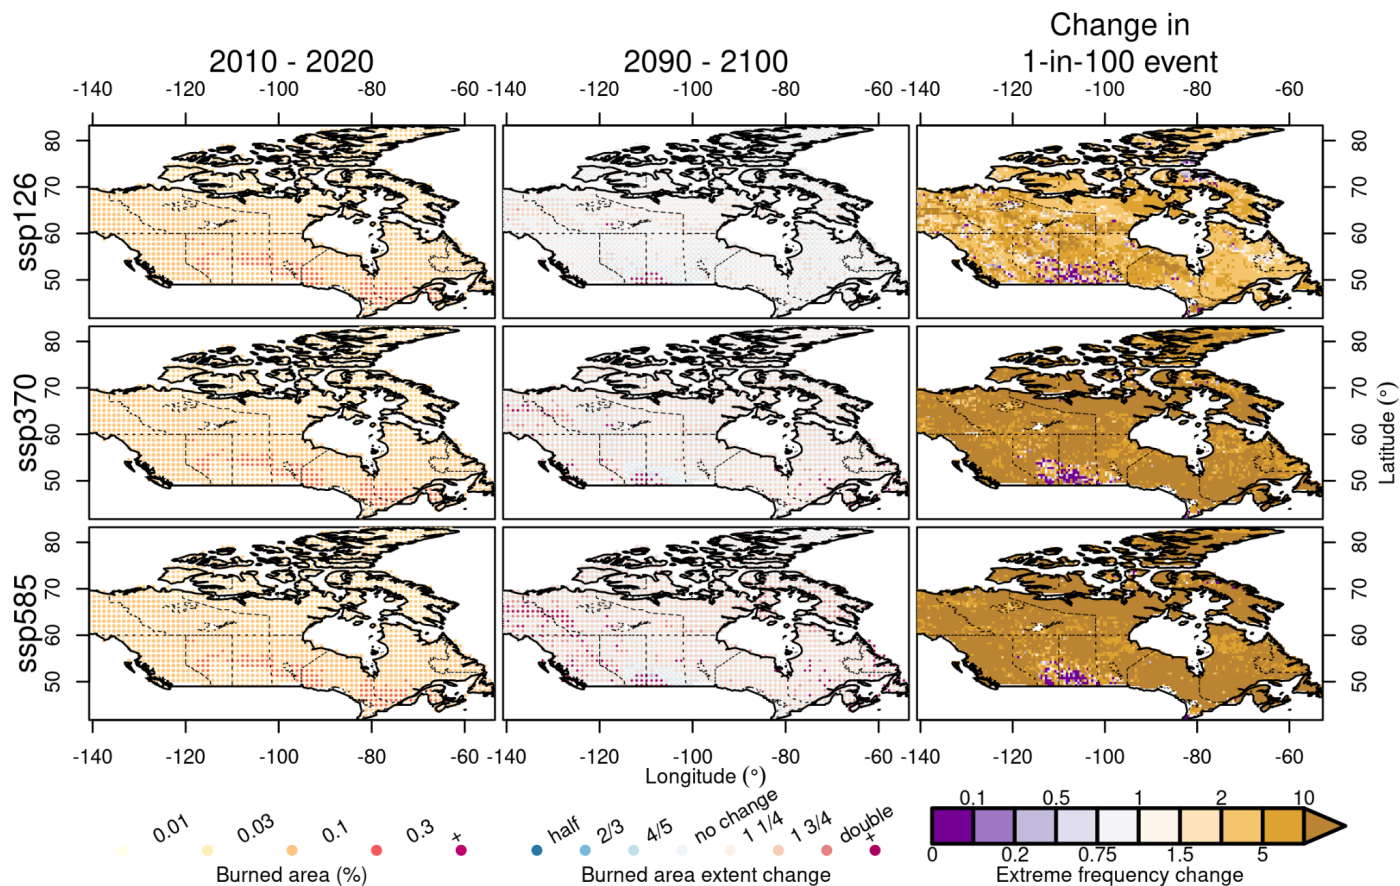 Change in
2010 - 2020 2090 - 2100 1-in-100 event
-140 -120 -100 -80 -60 -140 -120 -100 -80 -60 -140 -120 -100 -80 -60
ssp126
50 60 70 80
50 60 70 80
ssp370
50 60 70 80
50 60 70 80
Latitude (°)
ssp585
50 60 70 80
50 60 70 80
-140 -120 -100 -80 -60 -140 -120 -100 -80 -60 -140 -120 -100 -80 -60
Longitude (°)
0.01 0.03 0.1 0.3 +
Burned area (%)
half 2/3 4/5 no change 1 1/4 1 3/4 double +
Burned area extent change
0.1 0.5 1 2 10
0 0.2 0.75 1.5 5
Extreme frequency change